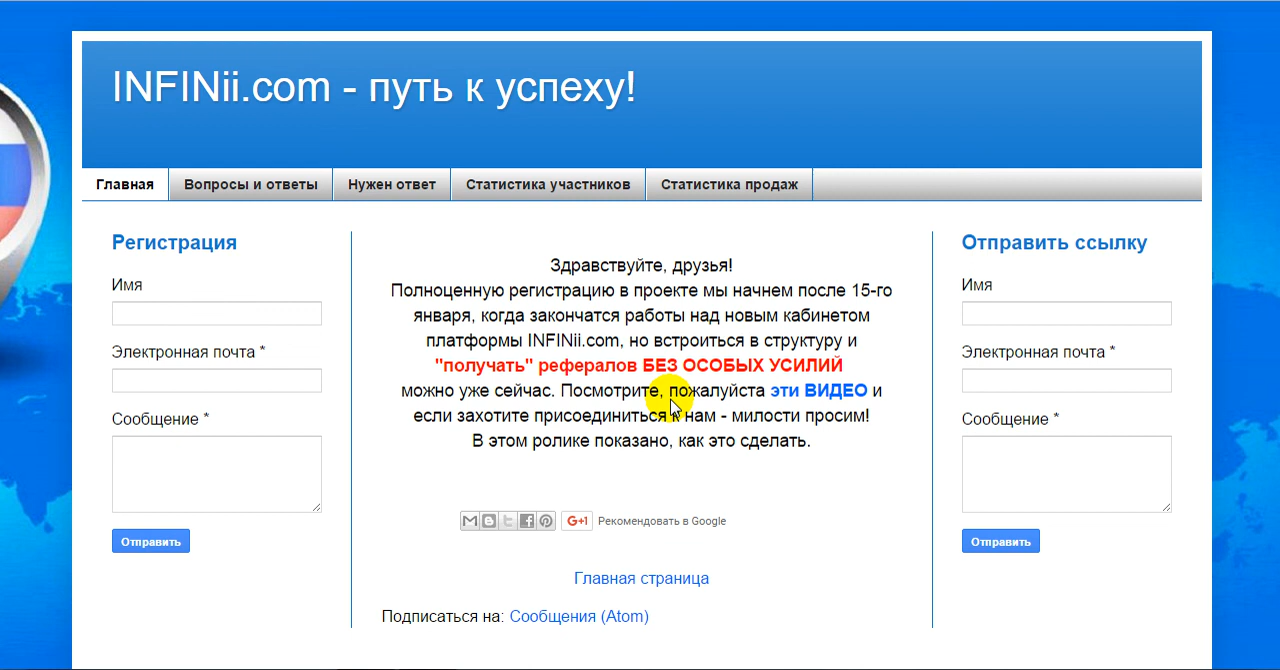 INFINii.com - путь к успеху!
Главная
Вопросы и ответы
Нужен ответ
Статистика участников
Статистика продаж
Регистрация
Имя
Электронная почта *
Сообщение *
Отправить
Здравствуйте, друзья!
Полноценную регистрацию в проекте мы начнем после 15-го
января, когда закончатся работы над новым кабинетом
платформы INFINii.com, но встроиться в структуру и
"получать" рефералов БЕЗ ОСОБЫХ УСИЛИЙ
можно уже сейчас. Посмотрите, пожалуйста эти ВИДЕО и
если захотите присоединиться к нам - милости просим!
В этом ролике показано, как это сделать.
G+1 Рекомендовать в Google
Главная страница
Подписаться на: Сообщения (Atom)
Отправить ссылку
Имя
Электронная почта *
Сообщение *
Отправить